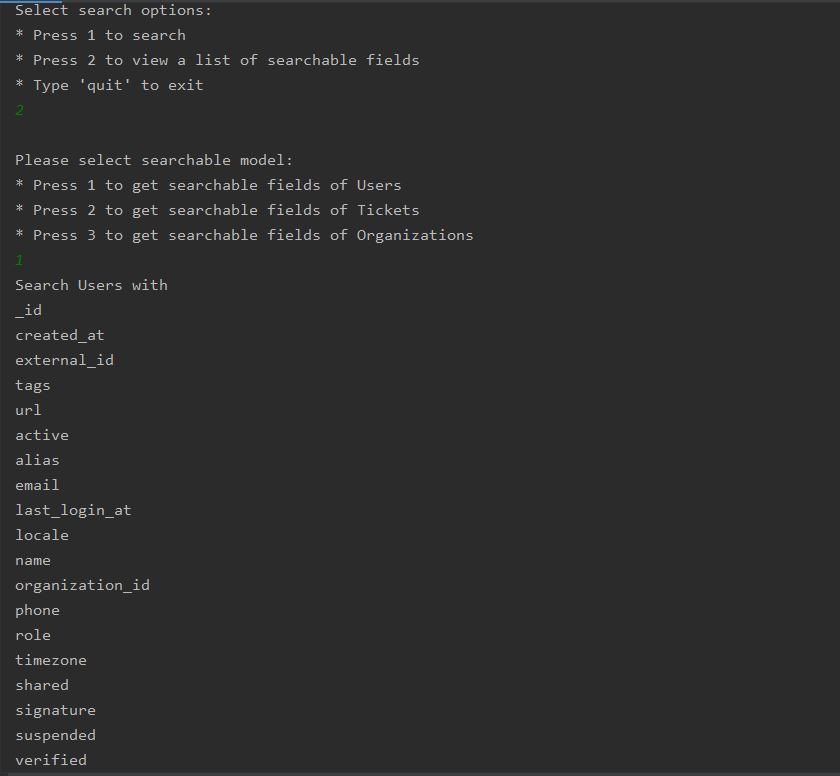 Select search options:
* Press 1 to search
* Press 2 to view a list of searchable fields
* Type 'quit' to exit
2
Please select searchable model:
* Press 1 to get searchable fields of Users
* Press 2 to get searchable fields of Tickets
* Press 3 to get searchable fields of Organizations
1
Search Users with
_id
created_at
external_id
tags
url
active
alias
email
last_login_at
locale
name
organization_id
phone
role
timezone
shared
signature
suspended
verified